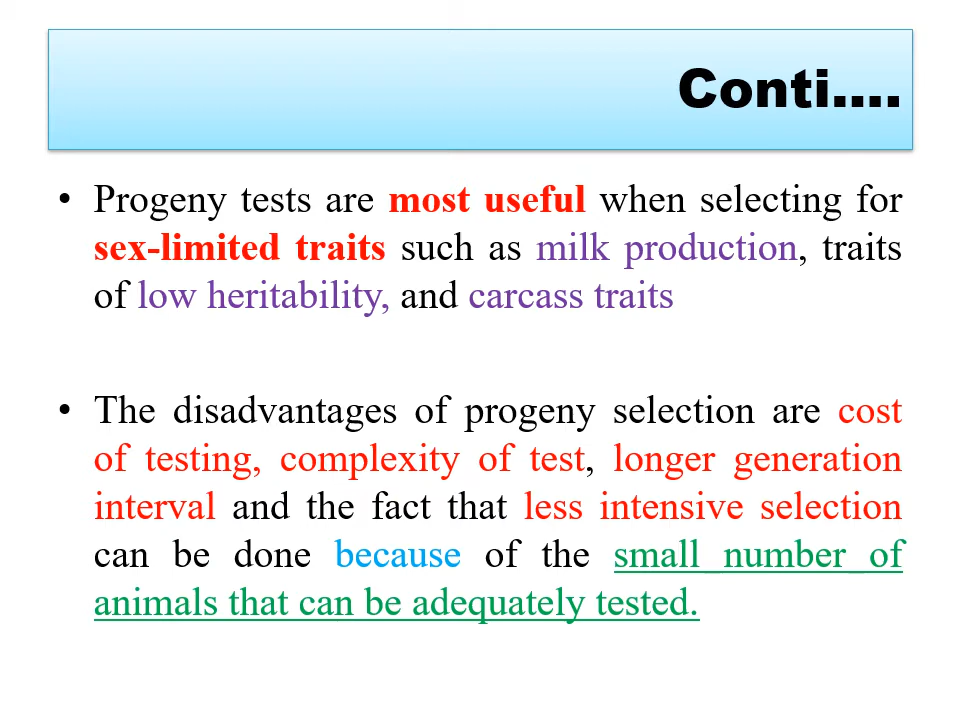 Conti....
• Progeny tests are most useful when selecting for
sex-limited traits such as milk production, traits
of low heritability, and carcass traits
• The disadvantages of progeny selection are cost
of testing, complexity of test, longer generation
interval and the fact that less intensive selection
can be done because of the small number of
animals that can be adequately tested.